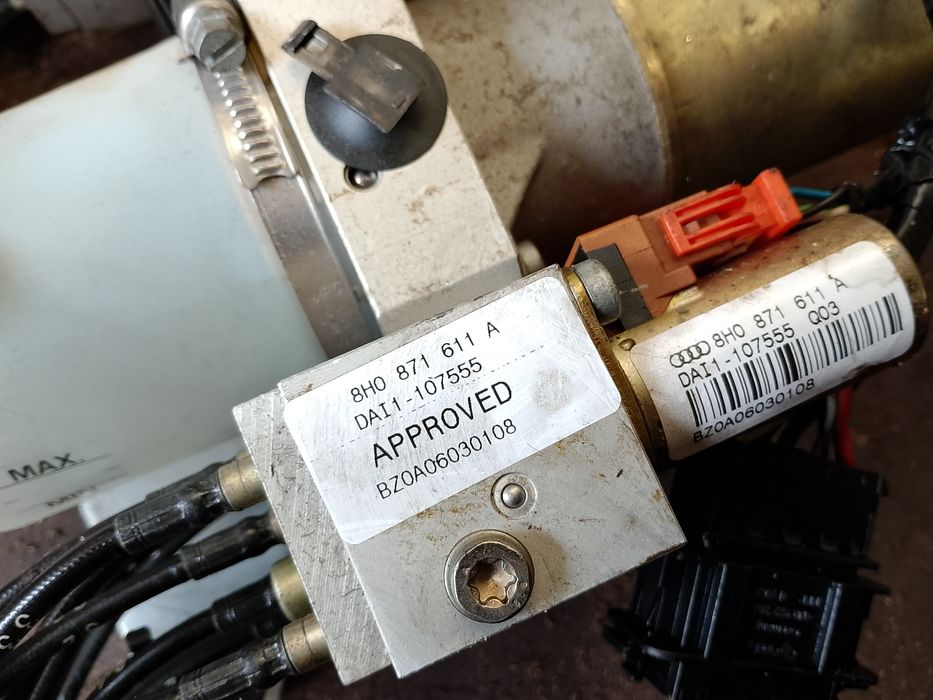 8H0 871 611 A
DAI1-107555
APPROVED
BZ0A06030108
8H0 871 611 A
DAI1-107555 Q03
BZ0A06030108
MAX.